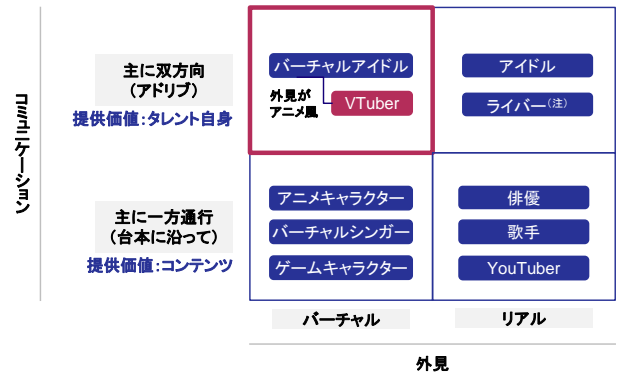 コミュニケーション
主に双方向
(アドリブ)
提供価値:タレント自身
バーチャルアイドル
外見が
アニメ風
VTuber
アイドル
ライバー(注)
主に一方通行
(台本に沿って)
提供価値:コンテンツ
アニメキャラクター
バーチャルシンガー
ゲームキャラクター
俳優
歌手
YouTuber
バーチャル
リアル
外見